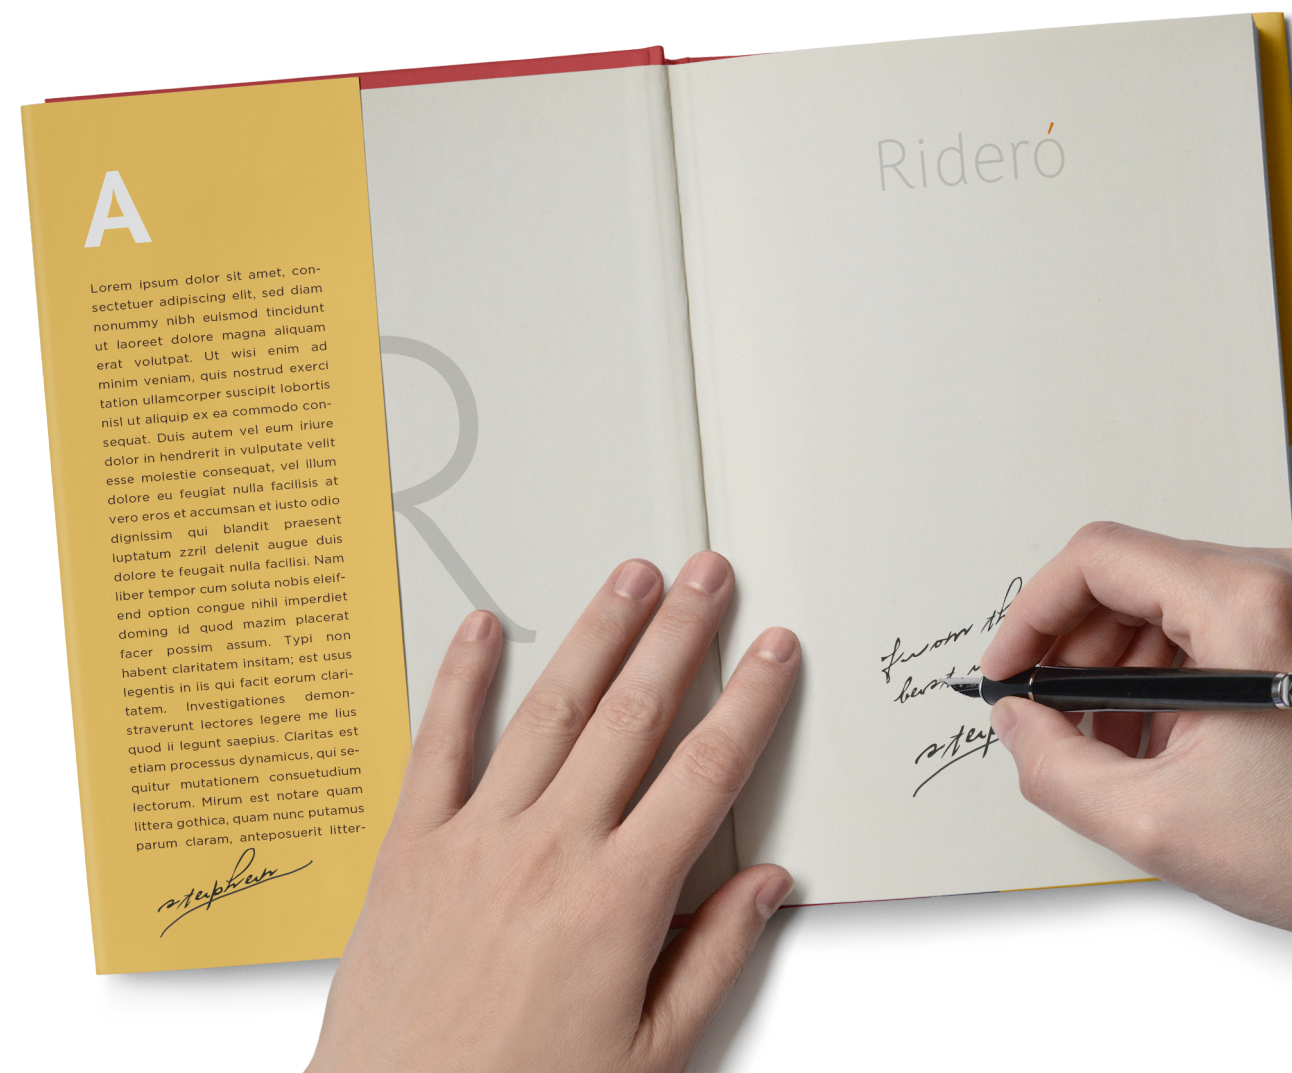 A
Lorem ipsum dolor sit amet, con-
sectetuer adipiscing elit, sed diam
nonummy nibh euismod tincidunt
ut laoreet dolore magna aliquam
erat volutpat. Ut wisi enim ad
minim veniam, quis nostrud exerci
tation ullamcorper suscipit lobortis
nisl ut aliquip ex ea commodo con-
sequat. Duis autem vel eum iriure
dolor in hendrerit in vulputate velit
esse molestie consequat, vel illum
dolore eu feugiat nulla facilisis at
vero eros et accumsan et iusto odio
dignissim qui blandit praesent
luptatum zzril delenit augue duis
dolore te feugait nulla facilisi. Nam
liber tempor cum soluta nobis eleif-
end option congue nihil imperdiet
doming id quod mazim placerat
facer possim assum. Typi non
habent claritatem insitam; est usus
legentis in iis qui facit eorum clari-
tatem. Investigationes demon-
straverunt lectores legere me lius
quod ii legunt saepius. Claritas est
etiam processus dynamicus, qui se-
quitur mutationem consuetudium
lectorum. Mirum est notare quam
littera gothica, quam nunc putamus
parum claram, anteposuerit litter-
stephen
R
Rideró
from th
best
step